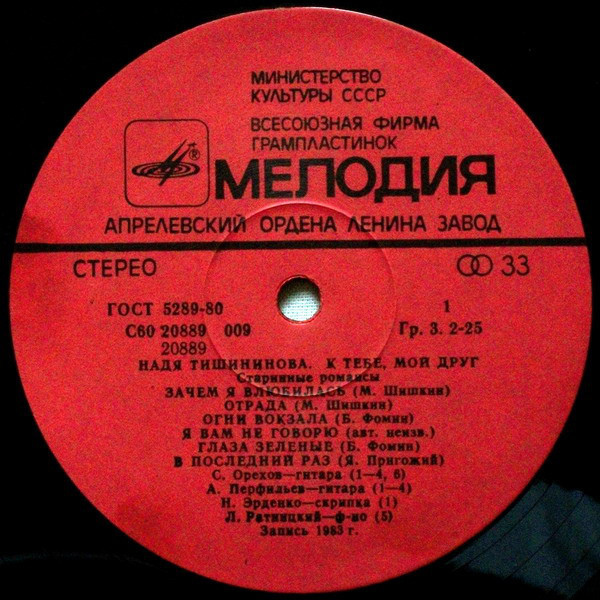 МИНИСТЕРСТВО
КУЛЬТУРЫ СССР
ВСЕСОЮЗНАЯ ФИРМА
ГРАМПЛАСТИНОК
®
МЕЛОДИЯ
АПРЕЛЕВСКИЙ ОРДЕНА ЛЕНИНА ЗАВОД
СТЕРЕО 33
ГОСТ 5289-80 1
С60 20889 009 Гр. 3. 2-25
20889
НАДЯ ТИШИНИНОВА. К ТЕБЕ, МОЙ ДРУГ
Старинные романсы
ЗАЧЕМ Я ВЛЮБИЛАСЬ (М. Шишкин)
ОТРАДА (М. Шишкин)
ОГНИ ВОКЗАЛА (Б. Фомин)
Я ВАМ НЕ ГОВОРЮ (авт. неизв.)
ГЛАЗА ЗЕЛЕНЫЕ (Б. Фомин)
В ПОСЛЕДНИЙ РАЗ (Я. Пригожий)
С. Орехов—гитара (1—4, 6)
А. Перфильев—гитара (1—4)
Н. Эрденко—скрипка (1)
Л. Ратницкий—ф-но (5)
Запись 1983 г.